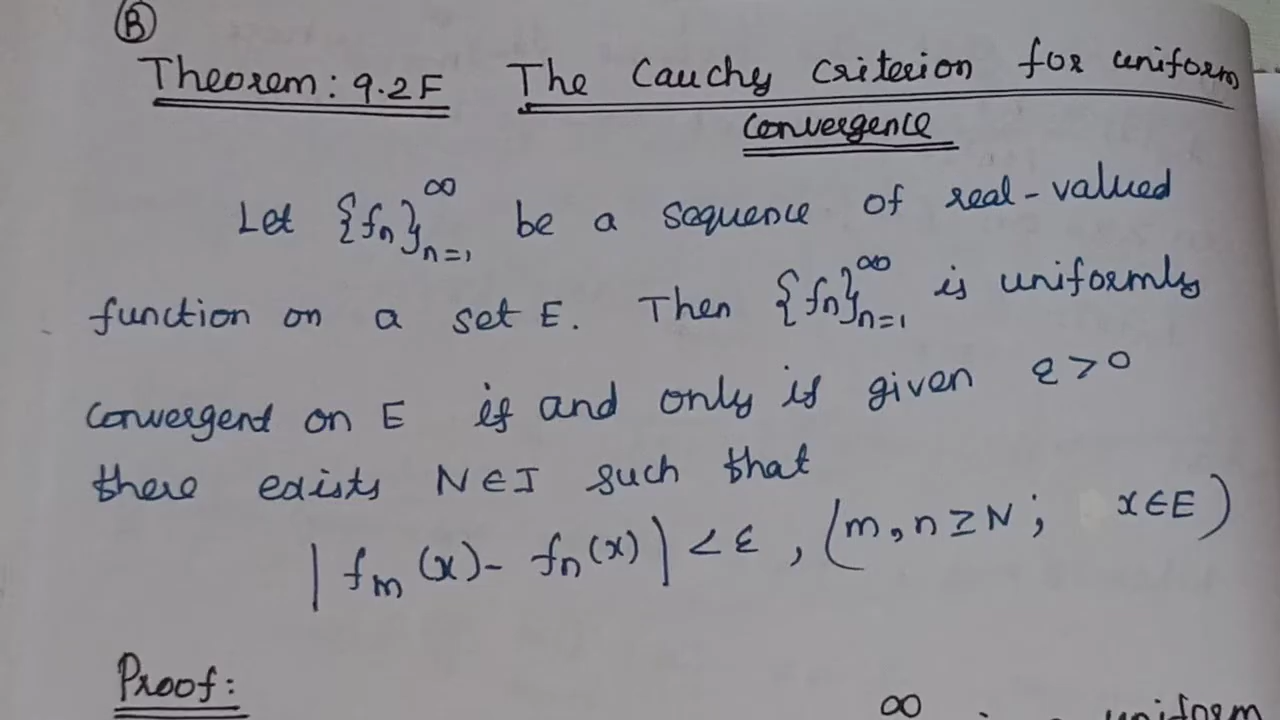 B
Theorem: 9.2F The Cauchy Criterion for uniform
Convergence
Let {fn}∞n=1 be a sequence of real-valued
function on a set E. Then {fn}∞n=1 is uniformly
convergent on E if and only if given ε>0
there exists N∈I such that
|fm(x)- fn(x)| <ε, (m,n≥N; x∈E)
Proof:
∞ uniform